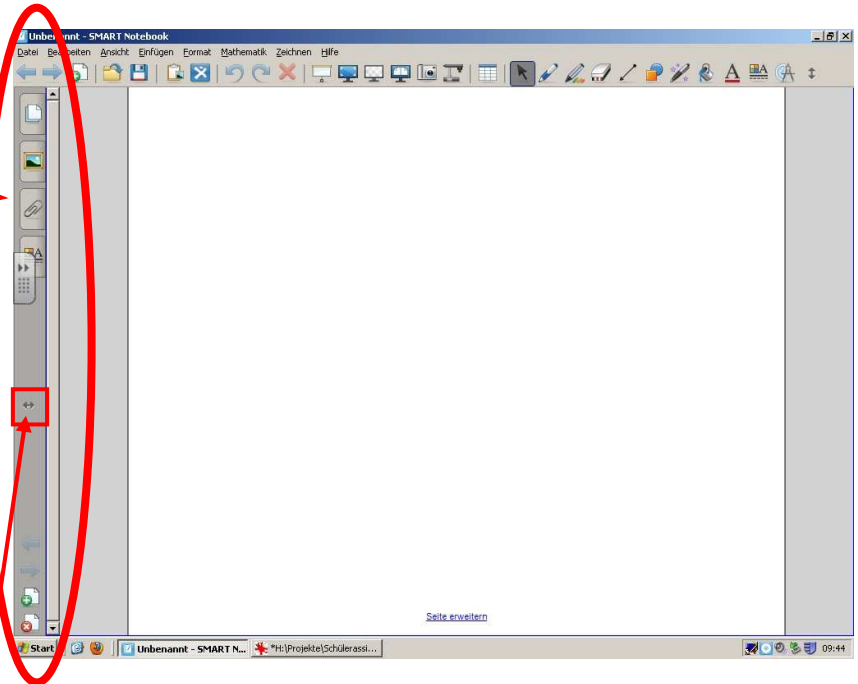 Unbenannt - SMART Notebook
Datei Bearbeiten Ansicht Einfügen Format Mathematik Zeichnen Hilfe
Seite erweitern
Start Unbenannt - SMART N... *H:\Projekte\Schülerassi... 09:44